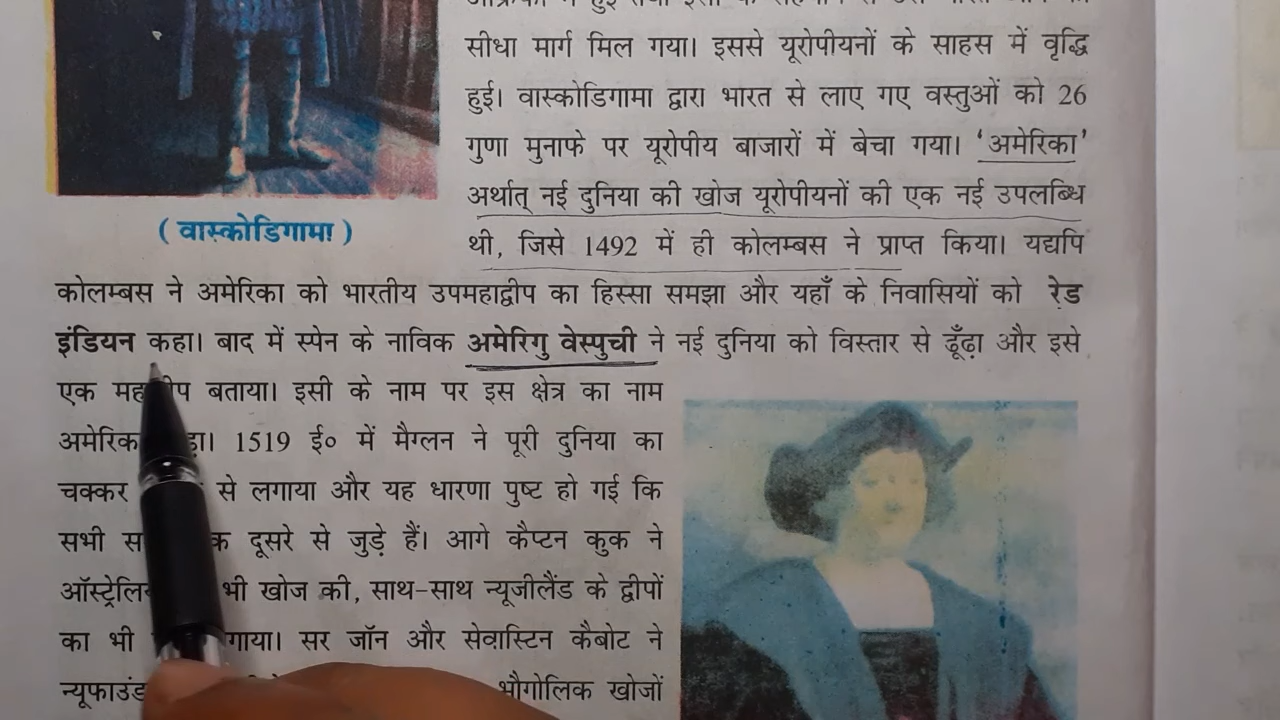 सीधा मार्ग मिल गया। इससे यूरोपीयनों के साहस में वृद्धि
हुई। वास्कोडिगामा द्वारा भारत से लाए गए वस्तुओं को 26
गुणा मुनाफे पर यूरोपीय बाजारों में बेचा गया। ‘अमेरिका’
अर्थात् नई दुनिया की खोज यूरोपीयनों की एक नई उपलब्धि
(वास्कोडिगामा)
थी, जिसे 1492 में ही कोलम्बस ने प्राप्त किया। यद्यपि
कोलम्बस ने अमेरिका को भारतीय उपमहाद्वीप का हिस्सा समझा और यहाँ के निवासियों को रेड
इंडियन कहा। बाद में स्पेन के नाविक अमेरिगु वेस्पुची ने नई दुनिया को विस्तार से ढूँढ़ा और इसे
एक बताया। इसी के नाम पर इस क्षेत्र का नाम
1519 ई० में मैग्लन ने पूरी दुनिया का
चक्कर से लगाया और यह धारणा पुष्ट हो गई कि
सभी दूसरे से जुड़े हैं। आगे कैप्टन कुक ने
भी खोज की, साथ-साथ न्यूजीलैंड के द्वीपों
का भी सर जॉन और सेवास्टिन कैबोट ने
भौगोलिक खोजों